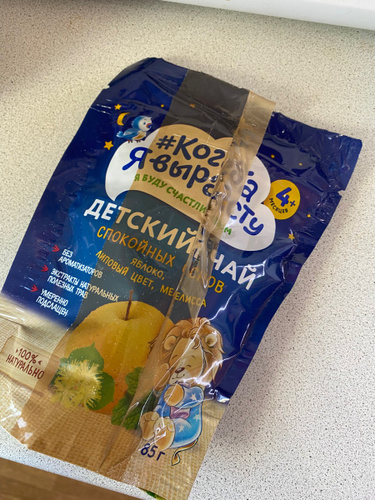 #Когда
Я вырасту
Я БУДУ СЧАСТЛИВЫМ
4+
МЕСЯЦЕВ
ДЕТСКИЙ ЧАЙ
СПОКОЙНЫХ СНОВ
ЯБЛОКО,
ЛИПОВЫЙ ЦВЕТ, МЕЛИССА
БЕЗ
АРОМАТИЗАТОРОВ
ЭКСТРАКТЫ НАТУРАЛЬНЫХ
ПОЛЕЗНЫХ ТРАВ
УМЕРЕННО
ПОДСЛАЩЕН
100%
НАТУРАЛЬНО
85 г